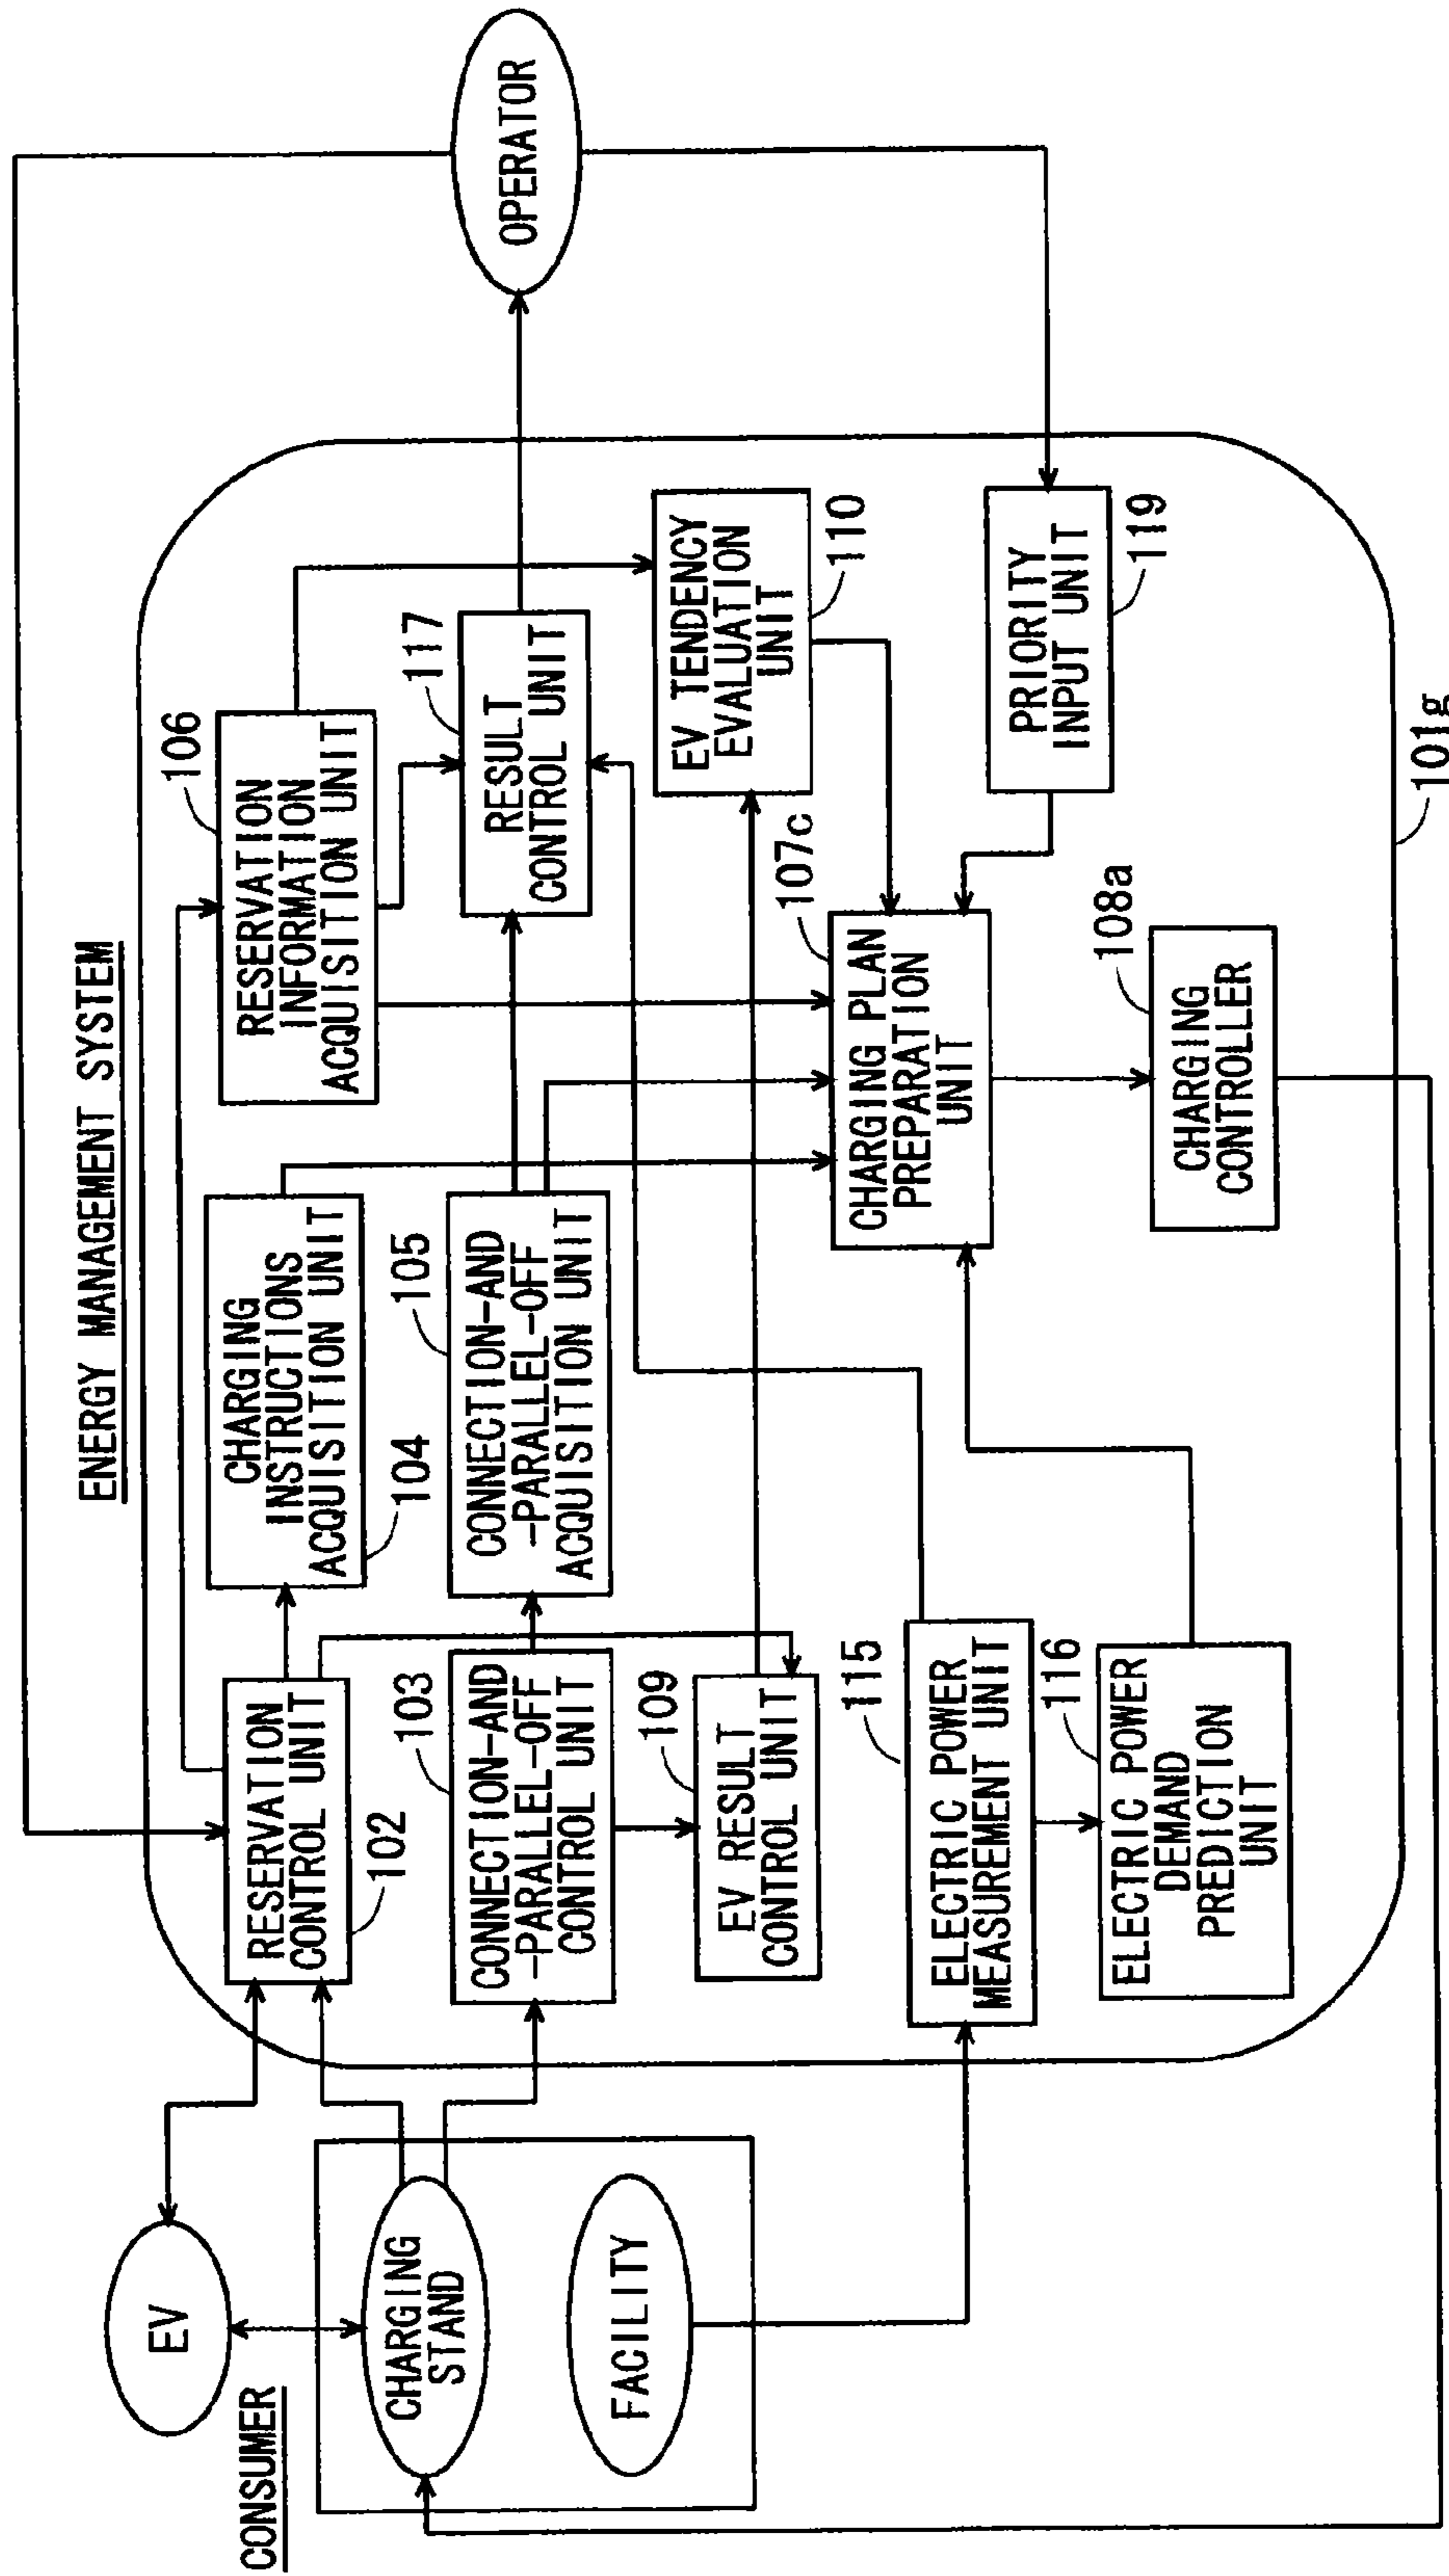 ENERGY MANAGEMENT SYSTEM
CONSUMER
EV
CHARGING
STAND
FACILITY
RESERVATION
CONTROL UNIT
102
CONNECTION-AND
-PARALLEL-OFF
CONTROL UNIT
103
EV RESULT
CONTROL UNIT
109
ELECTRIC POWER
MEASUREMENT UNIT
115
ELECTRIC POWER
DEMAND
PREDICTION
UNIT
116
CHARGING
INSTRUCTIONS
ACQUISITION UNIT
104
CONNECTION-AND
-PARALLEL-OFF
ACQUISITION UNIT
105
RESERVATION
INFORMATION
ACQUISITION UNIT
106
RESULT
CONTROL UNIT
117
EV TENDENCY
EVALUATION
UNIT
110
CHARGING PLAN
PREPARATION
UNIT
107c
CHARGING
CONTROLLER
108a
PRIORITY
INPUT UNIT
119
101g
OPERATOR